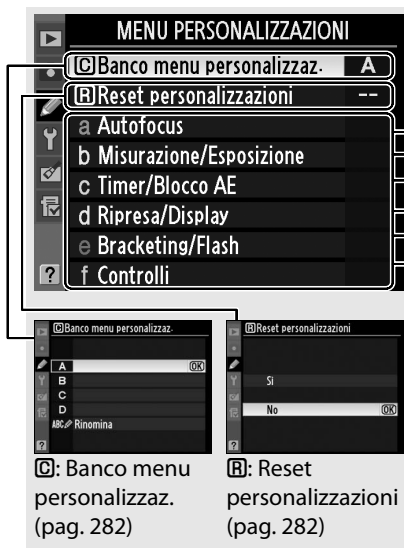 MENU PERSONALIZZAZIONI
C Banco menu personalizzaz. A
R Reset personalizzazioni --
a Autofocus
b Misurazione/Esposizione
c Timer/Blocco AE
d Ripresa/Display
e Bracketing/Flash
f Controlli
?
C Banco menu personalizzaz.
A OK
B
C
D
ABC Rinomina
?
R Reset personalizzazioni
Sì
No OK
?
C: Banco menu
personalizzaz.
(pag. 282)
R: Reset
personalizzazioni
(pag. 282)